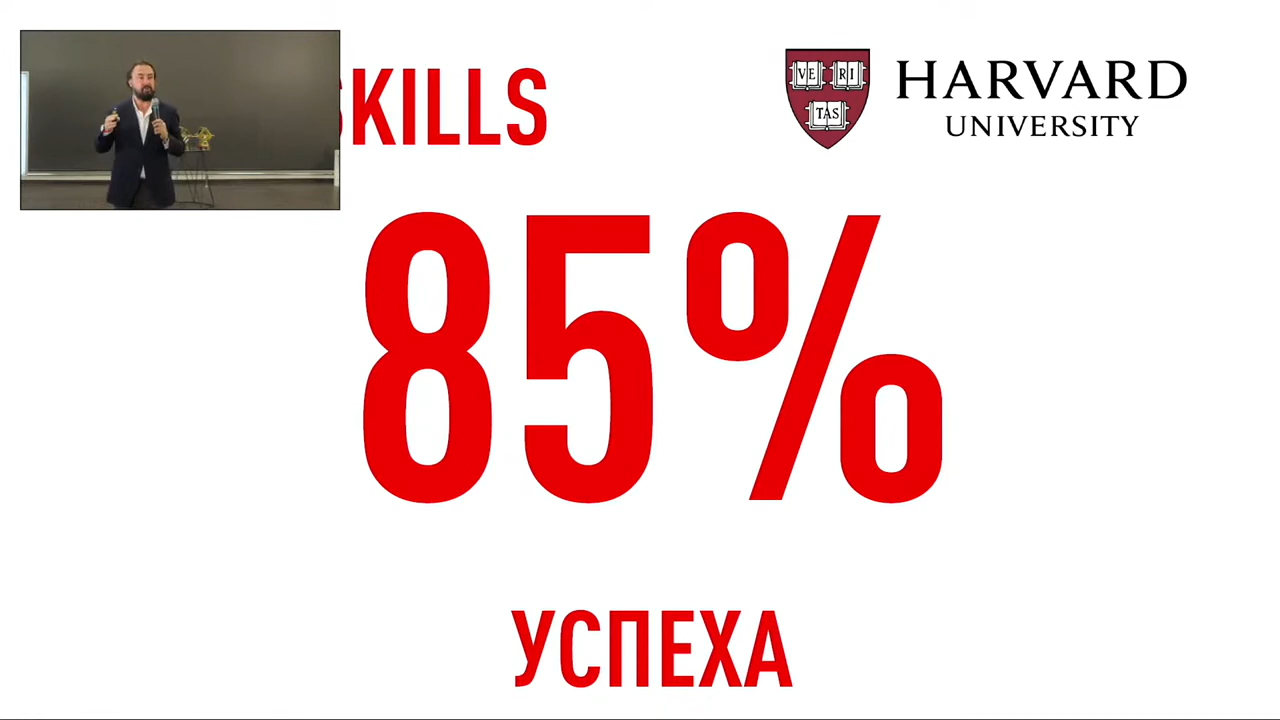 SKILLS
VE RI
TAS
HARVARD
UNIVERSITY
85%
УСПЕХА